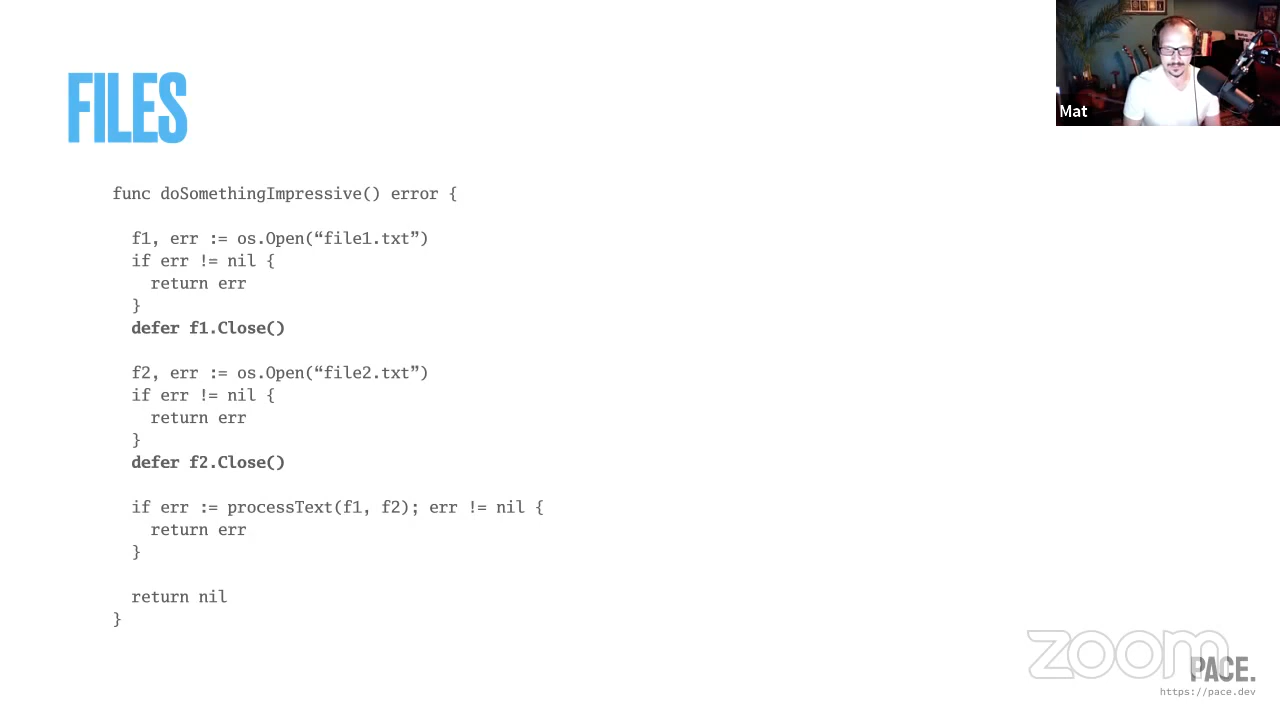 FILES
Mat
func doSomethingImpressive() error {
f1, err := os.Open(“file1.txt”)
if err != nil {
return err
}
defer f1.Close()
f2, err := os.Open(“file2.txt”)
if err != nil {
return err
}
defer f2.Close()
if err := processText(f1, f2); err != nil {
return err
}
return nil
}
zoom
PACE.
https://pace.dev